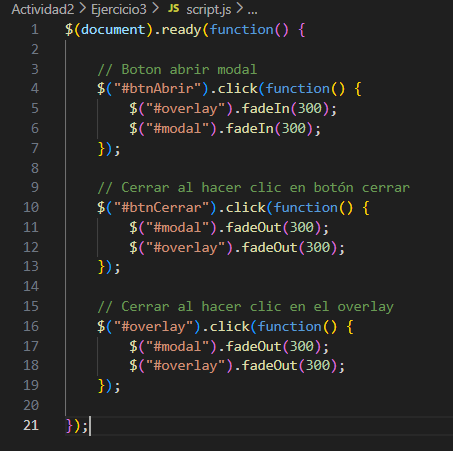 Actividad2 > Ejercicio3 > JS script.js > ...
1 $(document).ready(function() {
2
3     // Boton abrir modal
4     $("#btnAbrir").click(function() {
5         $("#overlay").fadeIn(300);
6         $("#modal").fadeIn(300);
7     });
8
9     // Cerrar al hacer clic en botón cerrar
10     $("#btnCerrar").click(function() {
11         $("#modal").fadeOut(300);
12         $("#overlay").fadeOut(300);
13     });
14
15     // Cerrar al hacer clic en el overlay
16     $("#overlay").click(function() {
17         $("#modal").fadeOut(300);
18         $("#overlay").fadeOut(300);
19     });
20
21 });